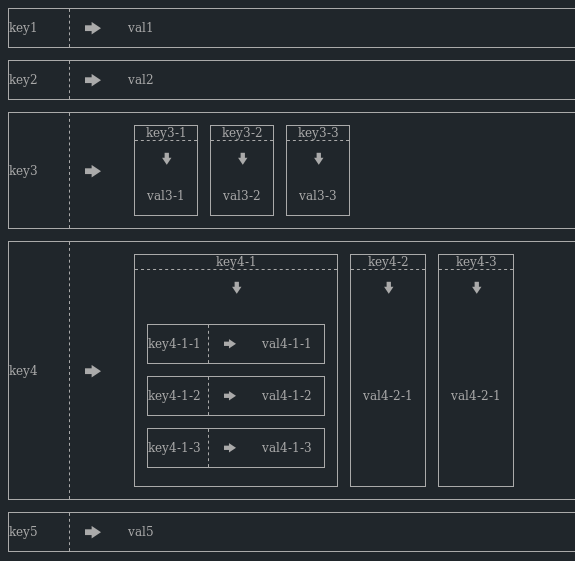 key1 val1
key2 val2
key3-1 key3-2 key3-3
key3 val3-1 val3-2 val3-3
key4-1 key4-2 key4-3
key4-1-1 val4-1-1
key4 
key4-1-2 val4-1-2 val4-2-1 val4-2-1
key4-1-3 val4-1-3
key5 val5